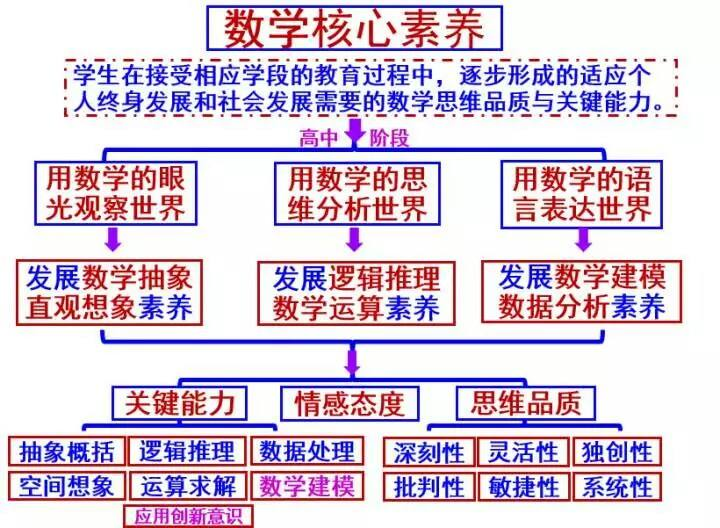 数学核心素养
学生在接受相应学段的教育过程中，逐步形成的适应个
人终身发展和社会发展需要的数学思维品质与关键能力。
高中 阶段
用数学的眼
光观察世界
用数学的思
维分析世界
用数学的语
言表达世界
发展数学抽象
直观想象素养
发展逻辑推理
数学运算素养
发展数学建模
数据分析素养
关键能力
情感态度
思维品质
抽象概括
逻辑推理
数据处理
空间想象
运算求解
数学建模
应用创新意识
深刻性
灵活性
独创性
批判性
敏捷性
系统性